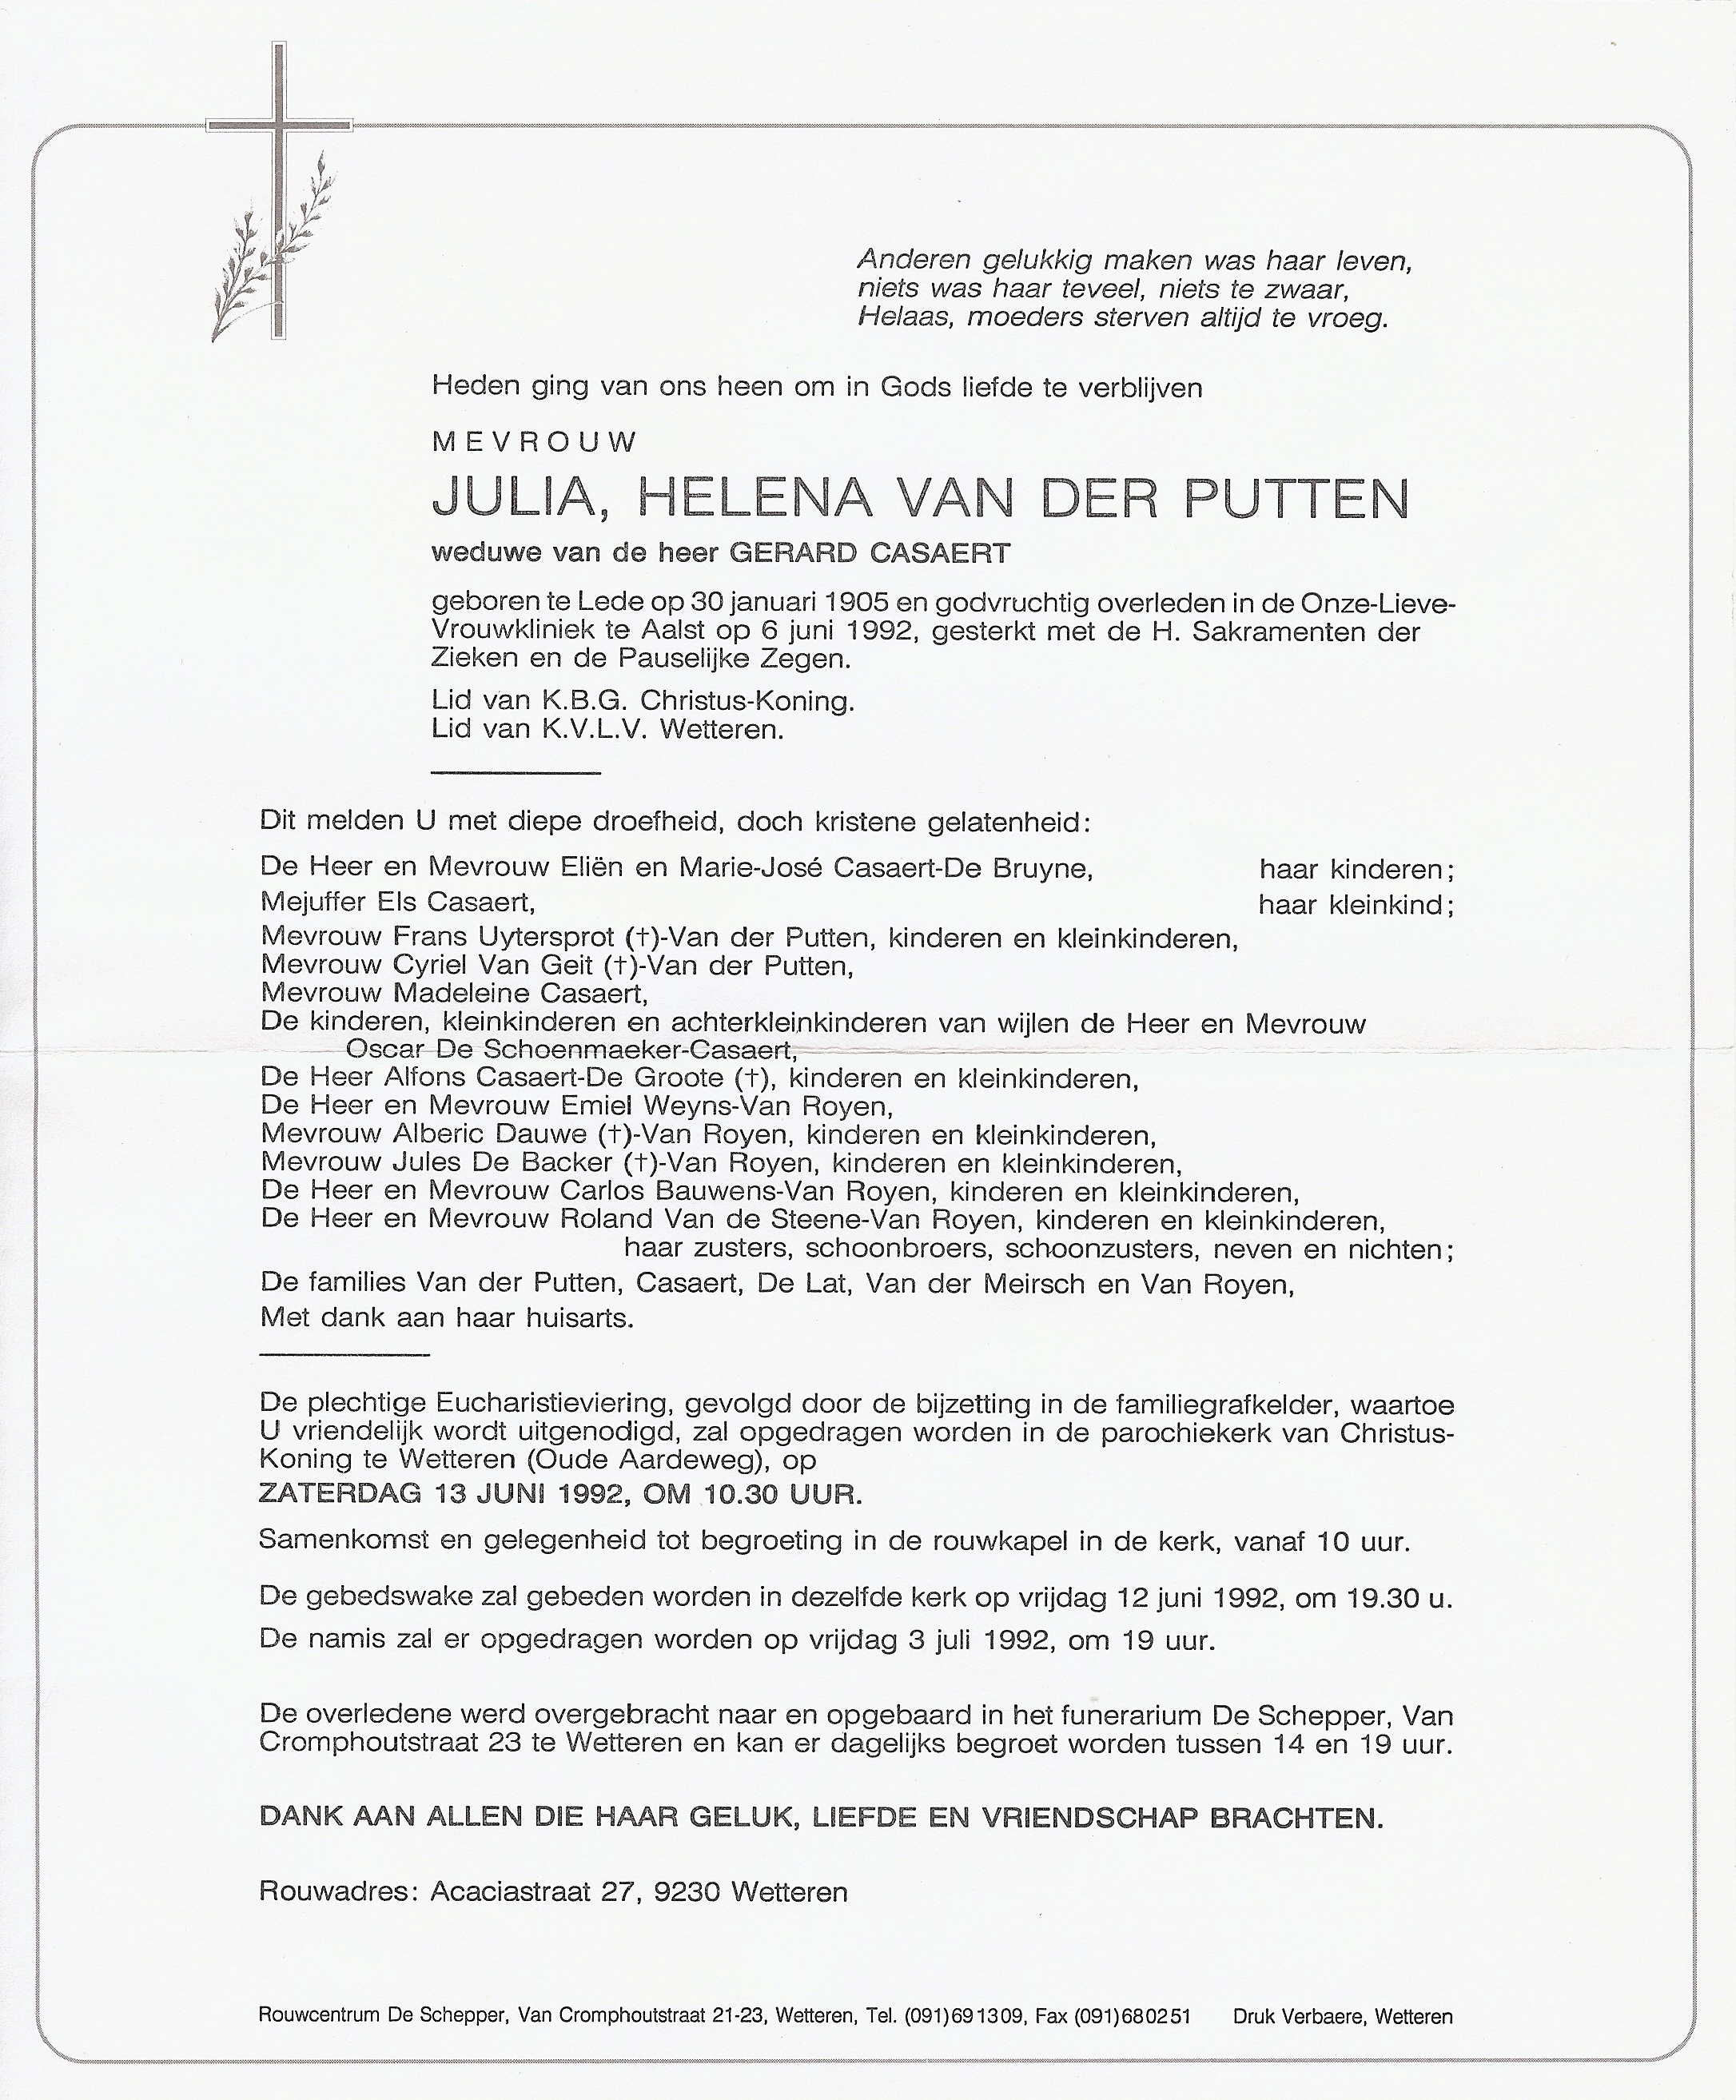 Anderen gelukkig maken was haar leven,
niets was haar teveel, niets te zwaar,
Helaas, moeders sterven altijd te vroeg.
Heden ging van ons heen om in Gods liefde te verblijven
MEVROUW
JULIA, HELENA VAN DER PUTTEN
weduwe van de heer GERARD CASAERT
geboren te Lede op 30 januari 1905 en godvruchtig overleden in de Onze-Lieve-
Vrouwkliniek te Aalst op 6 juni 1992, gesterkt met de H. Sakramenten der
Zieken en de Pauselijke Zegen.
Lid van K.B.G. Christus-Koning.
Lid van K.V.L.V. Wetteren.
Dit melden U met diepe droefheid, doch kristene gelatenheid:
De Heer en Mevrouw Eliën en Marie-José Casaert-De Bruyne, haar kinderen;
Mejuffer Els Casaert, haar kleinkind;
Mevrouw Frans Uytersprot (†)-Van der Putten, kinderen en kleinkinderen,
Mevrouw Cyriel Van Geit (†)-Van der Putten,
Mevrouw Madeleine Casaert,
De kinderen, kleinkinderen en achterkleinkinderen van wijlen de Heer en Mevrouw
Oscar De Schoenmaeker-Casaert,
De Heer Alfons Casaert-De Groote (†), kinderen en kleinkinderen,
De Heer en Mevrouw Emiel Weyns-Van Royen,
Mevrouw Alberic Dauwe (†)-Van Royen, kinderen en kleinkinderen,
Mevrouw Jules De Backer (†)-Van Royen, kinderen en kleinkinderen,
De Heer en Mevrouw Carlos Bauwens-Van Royen, kinderen en kleinkinderen,
De Heer en Mevrouw Roland Van de Steene-Van Royen, kinderen en kleinkinderen,
haar zusters, schoonbroers, schoonzusters, neven en nichten;
De families Van der Putten, Casaert, De Lat, Van der Meirsch en Van Royen,
Met dank aan haar huisarts.
De plechtige Eucharistieviering, gevolgd door de bijzetting in de familiegrafkelder, waartoe
U vriendelijk wordt uitgenodigd, zal opgedragen worden in de parochiekerk van Christus-
Koning te Wetteren (Oude Aardeweg), op
ZATERDAG 13 JUNI 1992, OM 10.30 UUR.
Samenkomst en gelegenheid tot begroeting in de rouwkapel in de kerk, vanaf 10 uur.
De gebedswake zal gebeden worden in dezelfde kerk op vrijdag 12 juni 1992, om 19.30 u.
De namis zal er opgedragen worden op vrijdag 3 juli 1992, om 19 uur.
De overledene werd overgebracht naar en opgebaard in het funerarium De Schepper, Van
Cromphoutstraat 23 te Wetteren en kan er dagelijks begroet worden tussen 14 en 19 uur.
DANK AAN ALLEN DIE HAAR GELUK, LIEFDE EN VRIENDSCHAP BRACHTEN.
Rouwadres: Acaciastraat 27, 9230 Wetteren
Rouwcentrum De Schepper, Van Cromphoutstraat 21-23, Wetteren, Tel. (091)691309, Fax (091)680251 Druk Verbaere, Wetteren